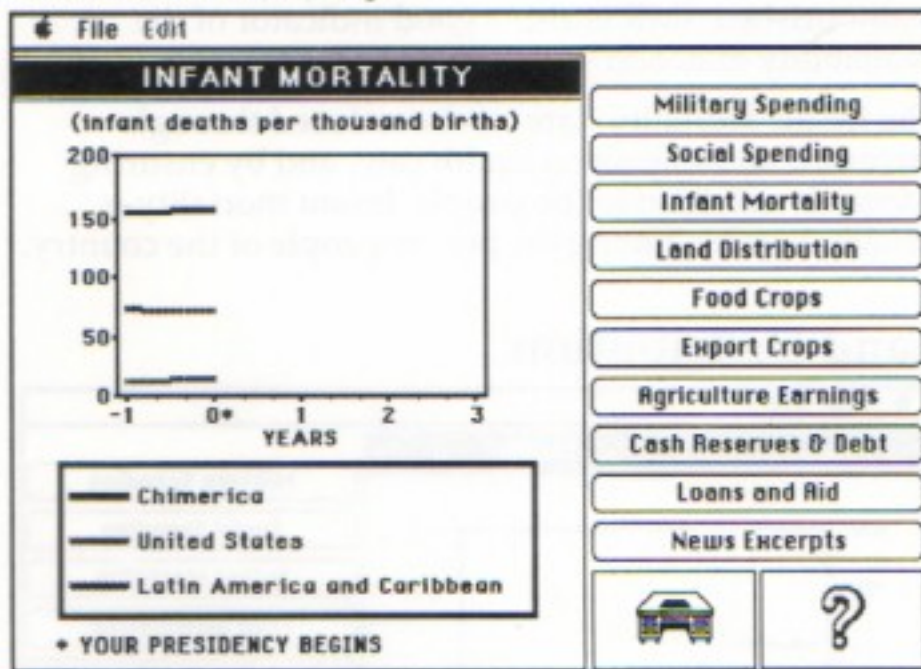 File Edit
INFANT MORTALITY
(infant deaths per thousand births)
200
150
100
50
0
-1 0* 1 2 3
YEARS
Chimerica
United States
Latin America and Caribbean
* YOUR PRESIDENCY BEGINS
Military Spending
Social Spending
Infant Mortality
Land Distribution
Food Crops
Export Crops
Agriculture Earnings
Cash Reserves & Debt
Loans and Aid
News Excerpts
?